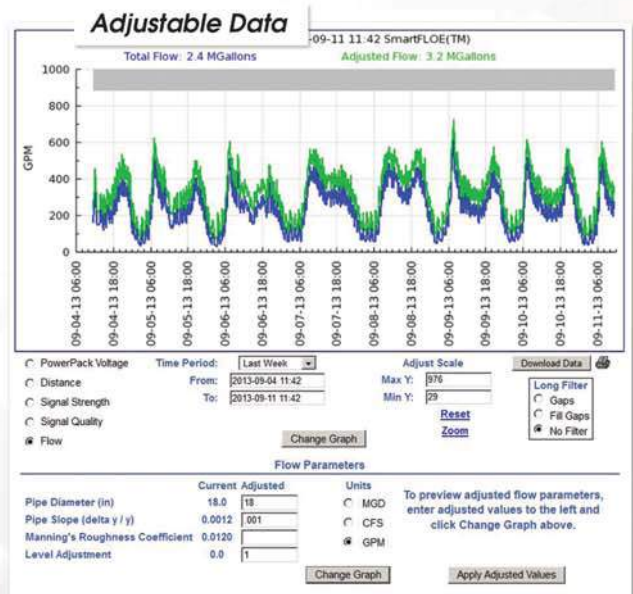 Adjustable Data
-09-11 11:42 SmartFLOE(TM)
Total Flow: 2.4 MGallons
Adjusted Flow: 3.2 MGallons
1000
800
600
400
200
0
GPM
09-04-13 06:00
09-04-13 18:00
09-05-13 06:00
09-05-13 18:00
09-06-13 06:00
09-06-13 18:00
09-07-13 06:00
09-07-13 18:00
09-08-13 06:00
09-08-13 18:00
09-09-13 06:00
09-09-13 18:00
09-10-13 06:00
09-10-13 18:00
09-11-13 06:00
PowerPack Voltage
Distance
Signal Strength
Signal Quality
Flow
Time Period: Last Week
From: 2013-09-04 11:42
To: 2013-09-11 11:42
Change Graph
Adjust Scale
Max Y: 976
Min Y: 29
Reset
Zoom
Download Data
Long Filter
Gaps
Fill Gaps
No Filter
Flow Parameters
Current Adjusted
Pipe Diameter (in) 18.0 18
Pipe Slope (delta y / y) 0.0012 .001
Manning's Roughness Coefficient 0.0120
Level Adjustment 0.0 1
Units
MGD
CFS
GPM
To preview adjusted flow parameters,
enter adjusted values to the left and
click Change Graph above.
Change Graph
Apply Adjusted Values